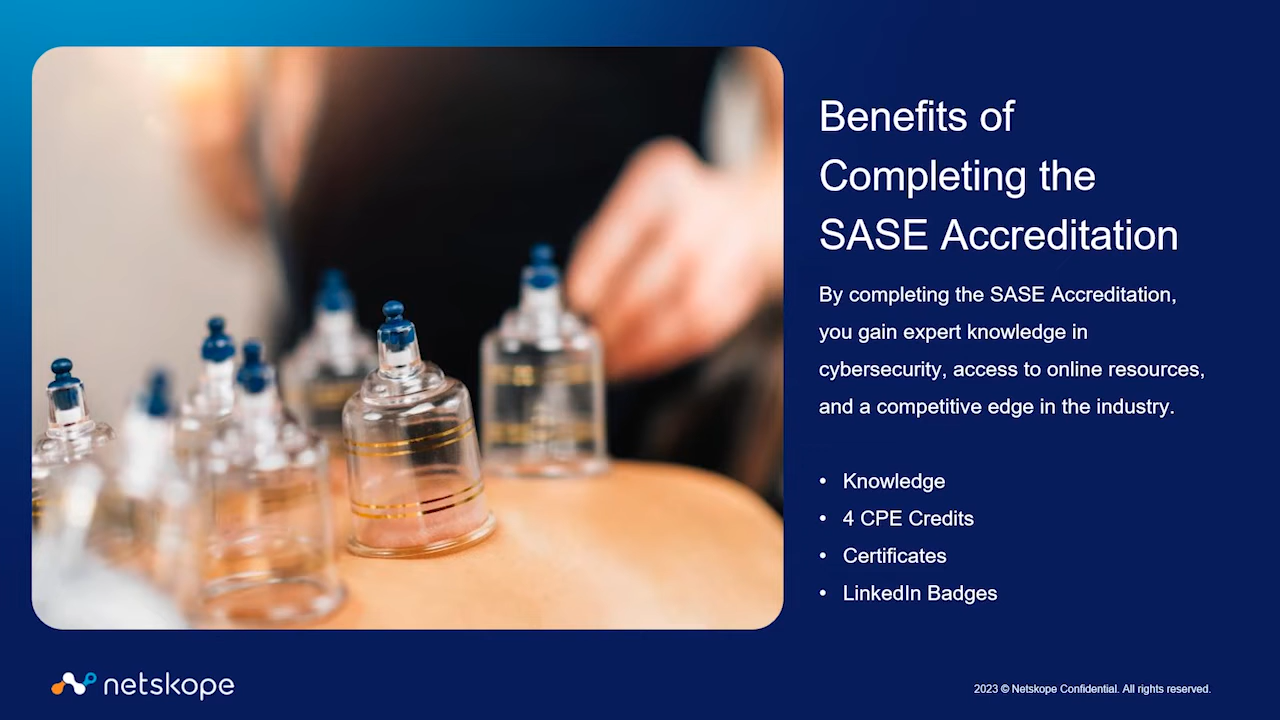 Benefits of
Completing the
SASE Accreditation
By completing the SASE Accreditation,
you gain expert knowledge in
cybersecurity, access to online resources,
and a competitive edge in the industry.
• Knowledge
• 4 CPE Credits
• Certificates
• LinkedIn Badges
netskope
2023 © Netskope Confidential. All rights reserved.